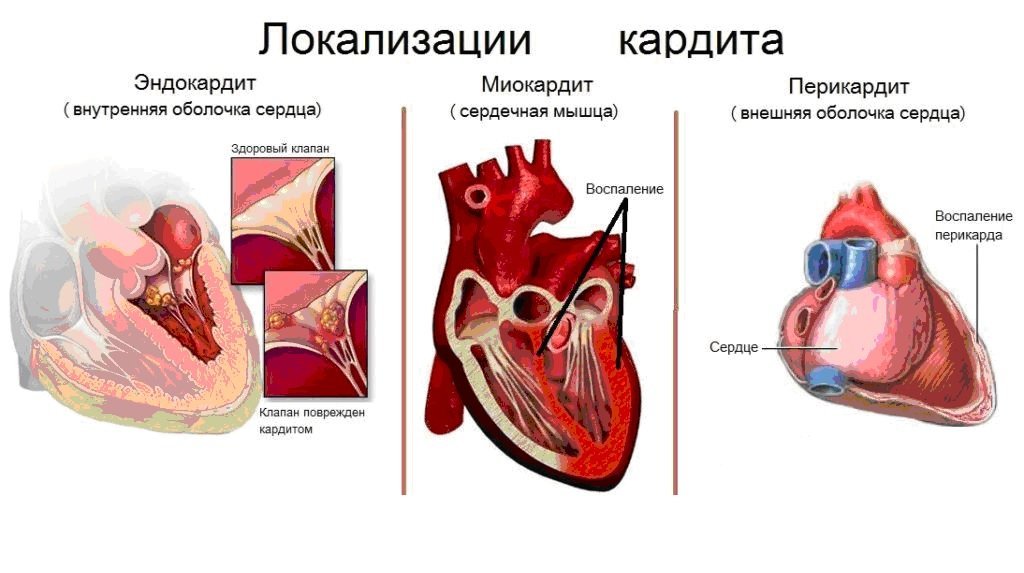 Локализации кардита
Эндокардит
( внутренняя оболочка сердца)
Здоровый клапан
Клапан поврежден
кардитом
Миокардит
( сердечная мышца)
Воспаление
Перикардит
( внешняя оболочка сердца)
Воспаление
перикарда
Сердце